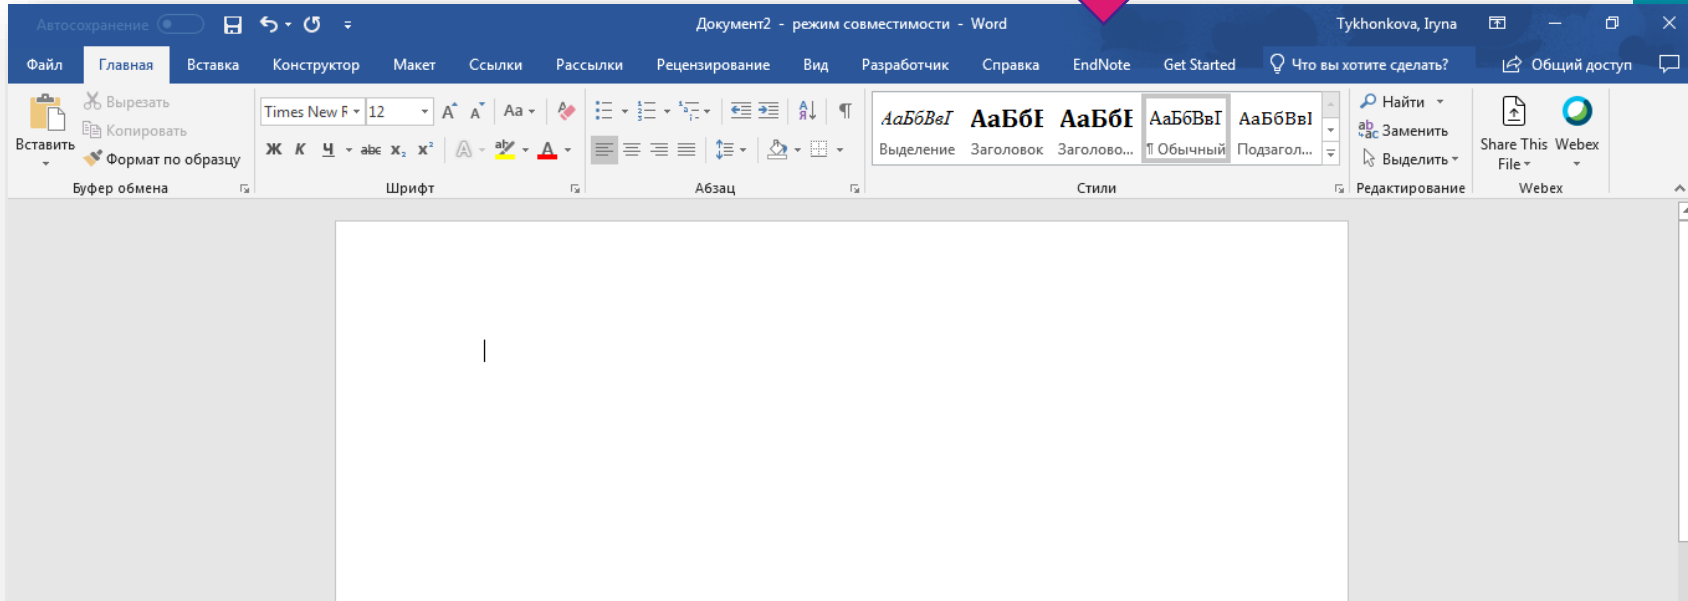 Автосохранение
Документ2 - режим совместимости - Word
Tykhonkova, Iryna
Файл Главная Вставка Конструктор Макет Ссылки Рассылки Рецензирование Вид Разработчик Справка EndNote Get Started Что вы хотите сделать? Общий доступ
Вставить
Вырезать
Копировать
Формат по образцу
Буфер обмена
Times New R 12
Aa
Ж К Ч abc x₂ x²
Шрифт
Абзац
АаБбВвГ АаБбІ АаБбІ АаБбВвГ АаБбВвІ
Выделение Заголовок Заголово... ¶ Обычный Подзагол...
Стили
Найти
Заменить
Выделить
Редактирование
Share This File
Webex
Webex